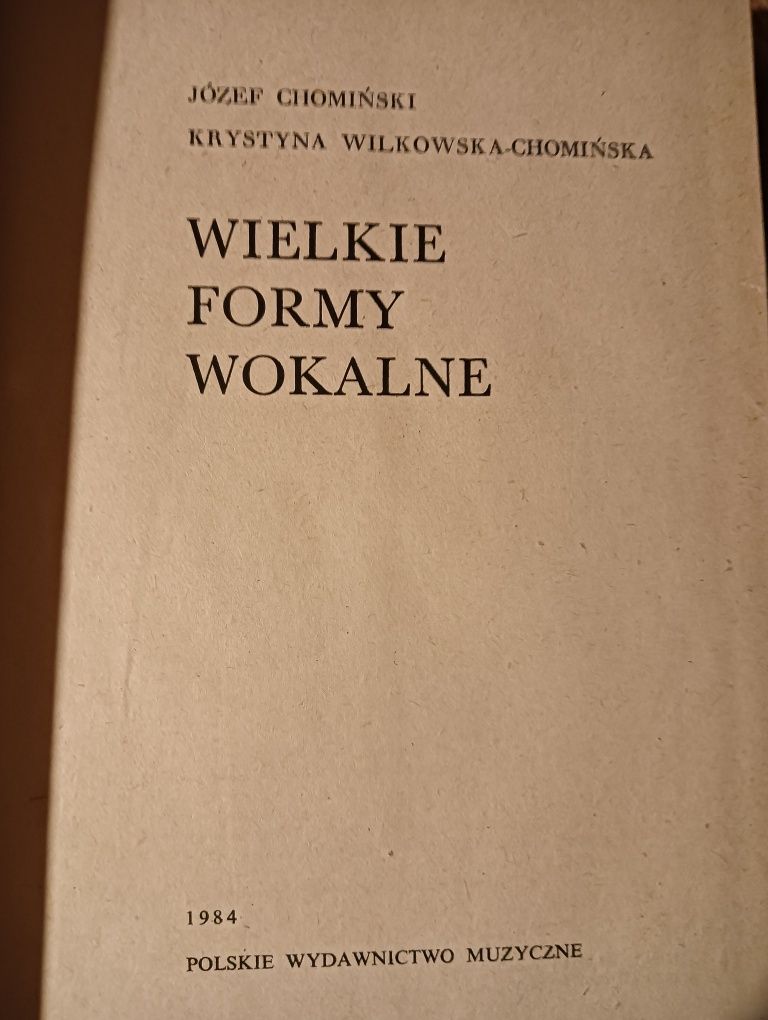 JÓZEF CHOMIŃSKI
KRYSTYNA WILKOWSKA-CHOMIŃSKA
WIELKIE
FORMY
WOKALNE
1984
POLSKIE WYDAWNICTWO MUZYCZNE